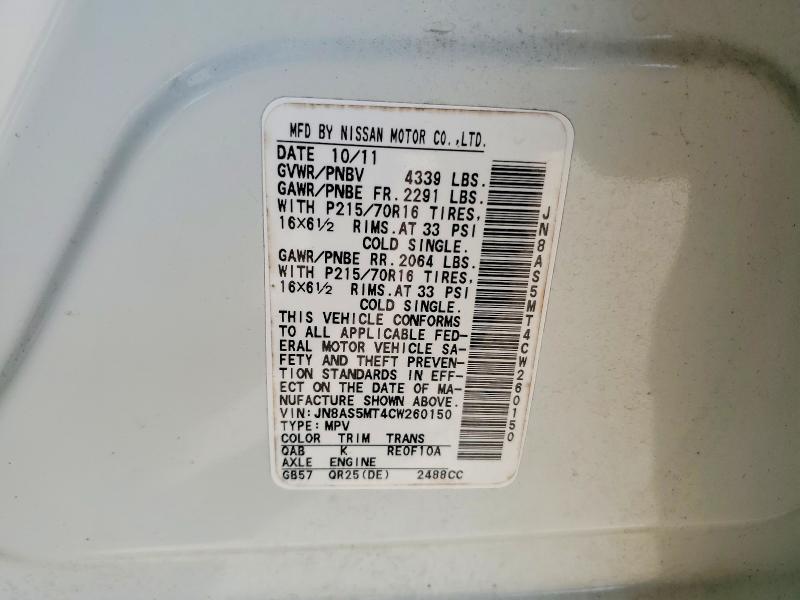 MFD BY NISSAN MOTOR CO.,LTD.
DATE 10/11
GVWR/PNBV 4339 LBS.
GAWR/PNBE FR. 2291 LBS.
WITH P215/70R16 TIRES,
16X6½ RIMS.AT 33 PSI
COLD SINGLE.
GAWR/PNBE RR. 2064 LBS.
WITH P215/70R16 TIRES,
16X6½ RIMS.AT 33 PSI
COLD SINGLE.
THIS VEHICLE CONFORMS
TO ALL APPLICABLE FED-
ERAL MOTOR VEHICLE SA-
FETY AND THEFT PREVEN-
TION STANDARDS IN EFF-
ECT ON THE DATE OF MA-
NUFACTURE SHOWN ABOVE.
VIN:JN8AS5MT4CW260150
TYPE:MPV
COLOR TRIM TRANS
QAB K RE0F10A
AXLE ENGINE
GB57 QR25(DE) 2488CC
JN8AS5MT4CW260150